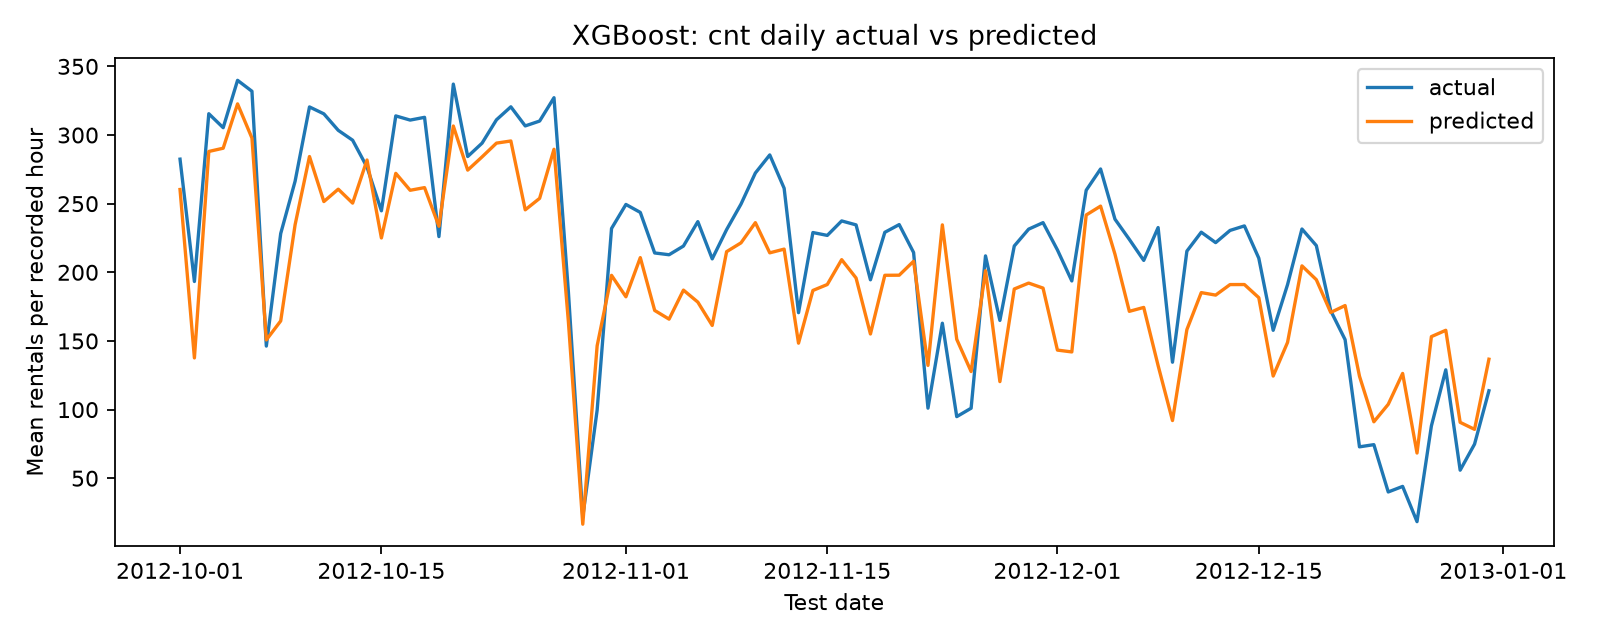 XGBoost: cnt daily actual vs predicted
actual
predicted
Mean rentals per recorded hour
350
300
250
200
150
100
50
2012-10-01
2012-10-15
2012-11-01
2012-11-15
2012-12-01
2012-12-15
2013-01-01
Test date